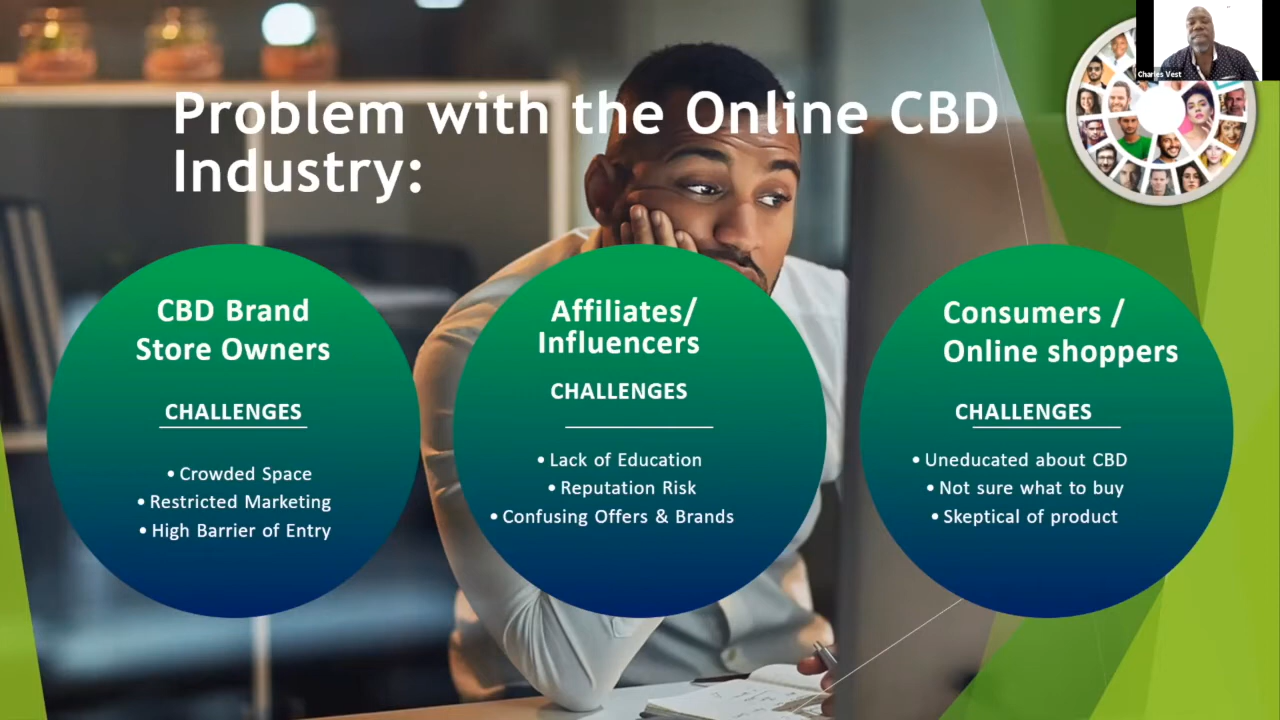 Problem with the Online CBD
Industry:
Charles Vest
CBD Brand
Store Owners
CHALLENGES
• Crowded Space
• Restricted Marketing
• High Barrier of Entry
Affiliates/
Influencers
CHALLENGES
• Lack of Education
• Reputation Risk
• Confusing Offers & Brands
Consumers /
Online shoppers
CHALLENGES
• Uneducated about CBD
• Not sure what to buy
• Skeptical of product